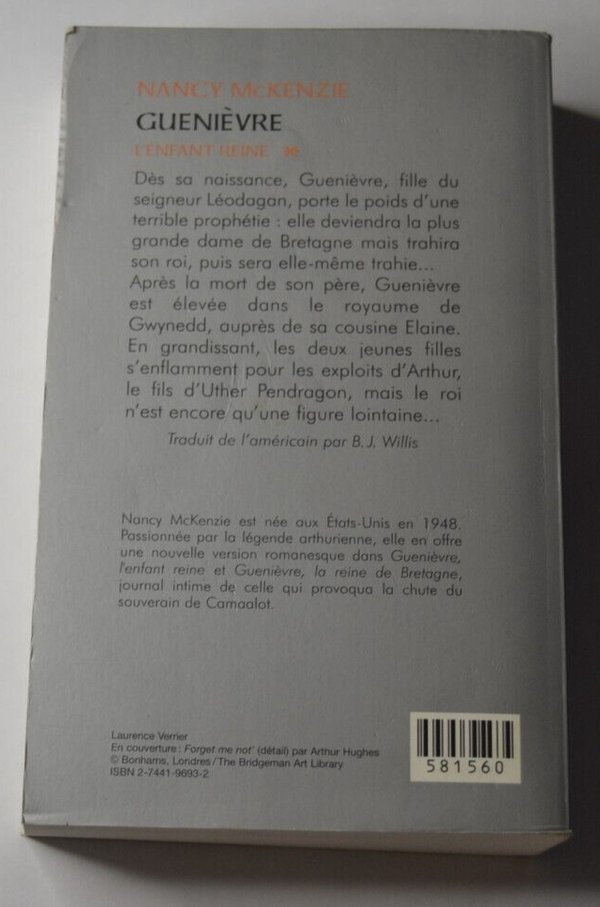 NANCY McKENZIE
GUENIÈVRE
L'ENFANT REINE *
Dès sa naissance, Guenièvre, fille du
seigneur Léodagan, porte le poids d'une
terrible prophétie : elle deviendra la plus
grande dame de Bretagne mais trahira
son roi, puis sera elle-même trahie...
Après la mort de son père, Guenièvre
est élevée dans le royaume de
Gwynedd, auprès de sa cousine Elaine.
En grandissant, les deux jeunes filles
s'enflamment pour les exploits d'Arthur,
le fils d'Uther Pendragon, mais le roi
n'est encore qu'une figure lointaine...
Traduit de l'américain par B.J. Willis
Nancy McKenzie est née aux États-Unis en 1948.
Passionnée par la légende arthurienne, elle en offre
une nouvelle version romanesque dans Guenièvre,
l'enfant reine et Guenièvre, la reine de Bretagne,
journal intime de celle qui provoqua la chute du
souverain de Camaalot.
Laurence Verrier
En couverture : Forget me not' (détail) par Arthur Hughes
© Bonhams, Londres / The Bridgeman Art Library
ISBN 2-7441-9693-2
581560